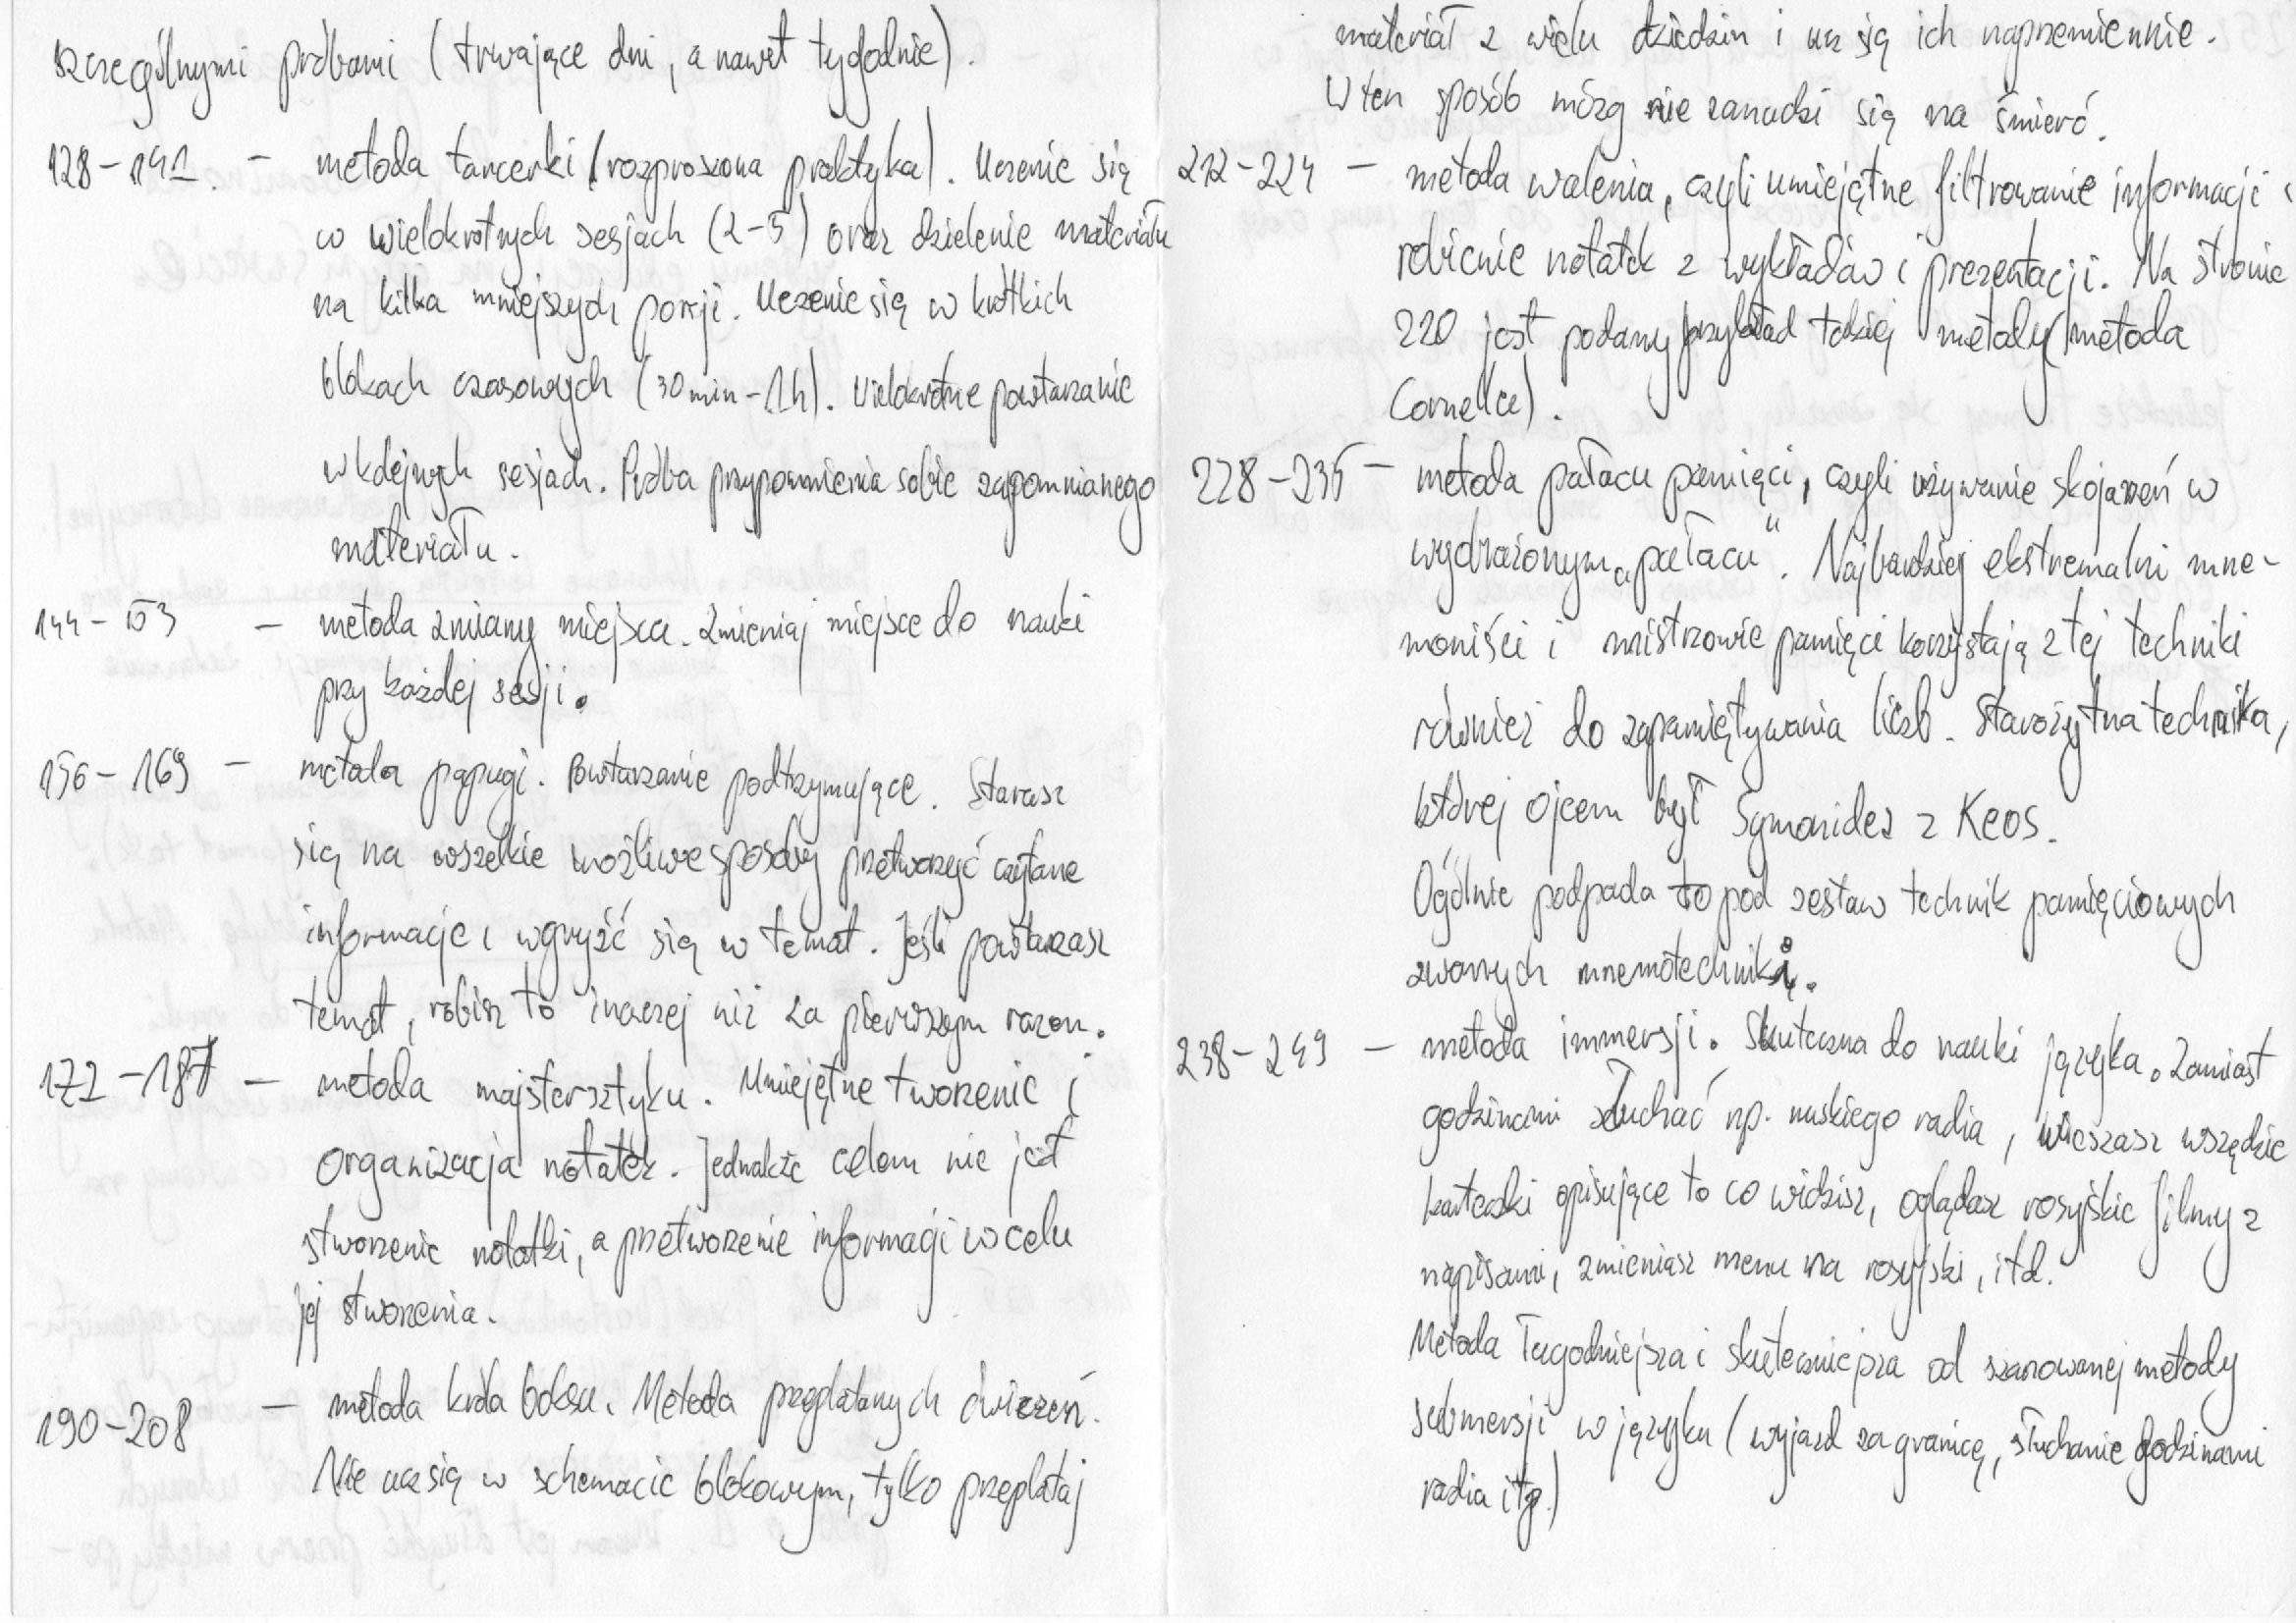 szczególnymi próbami (trwające dni, a nawet tygodnie).
128-141 - metoda tancerki (rozproszona praktyka). Uczenie się
w wielokrotnych sesjach (2-5) oraz dzielenie materiału
na kilka mniejszych porcji. Uczenie się w krótkich
blokach czasowych (30 min - 1h). Wielokrotne powtarzanie
w kolejnych sesjach. Próba przypomnienia sobie zapomnianego
materiału.
144-153 - metoda zmiany miejsca. Zmieniaj miejsce do nauki
przy każdej sesji.
156-169 - metoda papugi. Powtarzanie podtrzymujące. Starasz
się na wszelkie możliwe sposoby przetworzyć czytane
informacje i wgryźć się w temat. Jeśli powtarzasz
temat, robisz to inaczej niż za pierwszym razem.
172-187 - metoda majstersztyku. Umiejętne tworzenie i
organizacja notatek. Jednakże celem nie jest
stworzenie notatki, a przetworzenie informacji w celu
jej stworzenia.
190-208 - metoda króla boksu. Metoda przeplatanych ćwiczeń.
Nie ucz się w schemacie blokowym, tylko przeplataj
materiał z wielu dziedzin i ucz się ich naprzemiennie.
W ten sposób mózg nie zanudzi się na śmierć.
212-224 - metoda walenia, czyli umiejętne filtrowanie informacji i
robienie notatek z wykładów i prezentacji. Na stronie
220 jest podany przykład takiej metody (metoda
Cornella).
228-235 - metoda pałacu pamięci, czyli używanie skojarzeń w
wydrążonym „pałacu”. Najbardziej ekstremalni mne-
moniści i mistrzowie pamięci korzystają z tej techniki
również do zapamiętywania liczb. Starożytna technika,
której ojcem był Symonides z Keos.
Ogólnie podpada to pod zestaw technik pamięciowych
zwanych mnemotechniką.
238-249 - metoda immersji. Skuteczna do nauki języka. Zamiast
godzinami słuchać np. ruskiego radia, wieszasz wszędzie
karteczki opisujące to co widzisz, oglądasz rosyjskie filmy z
napisami, zmieniasz menu na rosyjski, itd.
Metoda łagodniejsza i skuteczniejsza od szanowanej metody
submersji w języku (wyjazd za granicę, słuchanie godzinami
radia itp.)